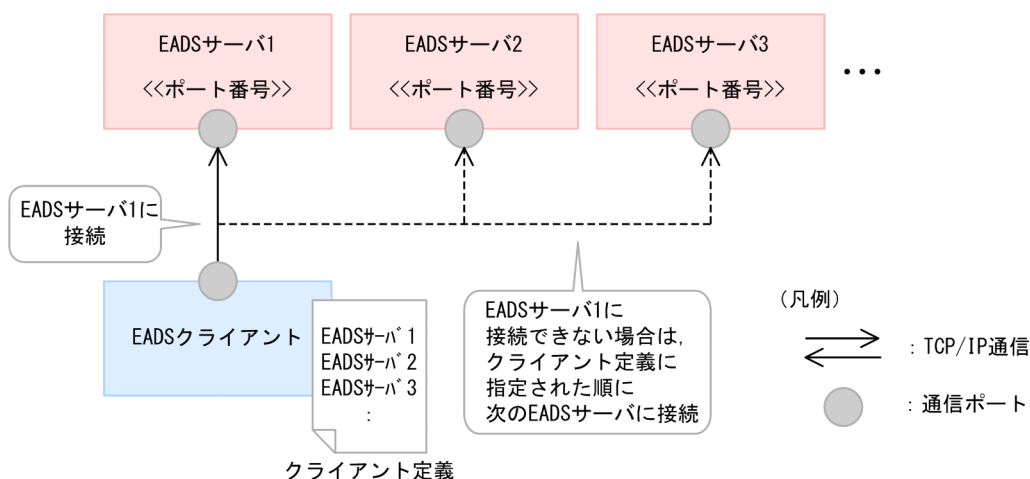 EADSサーバ1
<<ポート番号>>
EADSサーバ2
<<ポート番号>>
EADSサーバ3
<<ポート番号>>
・・・
EADSサーバ1に
接続
EADSクライアント
EADSｻｰﾊﾞ1
EADSｻｰﾊﾞ2
EADSｻｰﾊﾞ3
:
クライアント定義
EADSサーバ1に
接続できない場合は,
クライアント定義に
指定された順に
次のEADSサーバに接続
（凡例）
：TCP/IP通信
：通信ポート